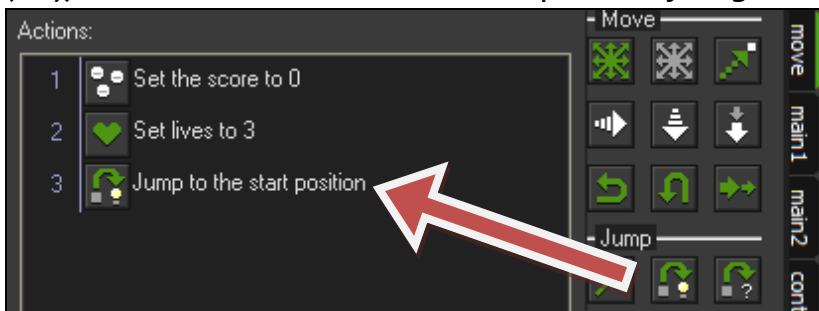 Actions:
1 Set the score to 0
2 Set lives to 3
3 Jump to the start position
Move
Jump
?
move
main1
main2